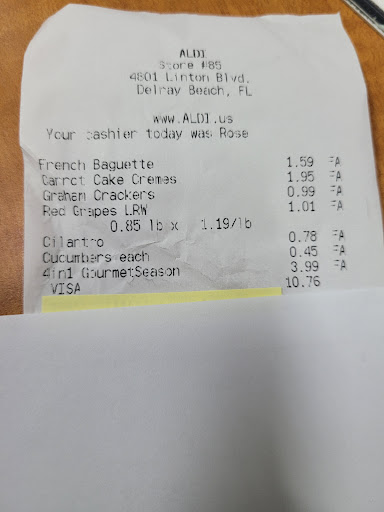 ALDI
Store #85
4801 Linton Blvd.
Delray Beach, FL
www.ALDI.us
Your cashier today was Rose
French Baguette 1.59 FA
Carrot Cake Cremes 1.95 FA
Graham Crackers 0.99 FA
Red Grapes LRW 1.01 FA
0.85 lb x 1.19/lb
Cilantro 0.78 FA
Cucumbers each 0.45 FA
4in1 GourmetSeason 3.99 FA
VISA 10.76